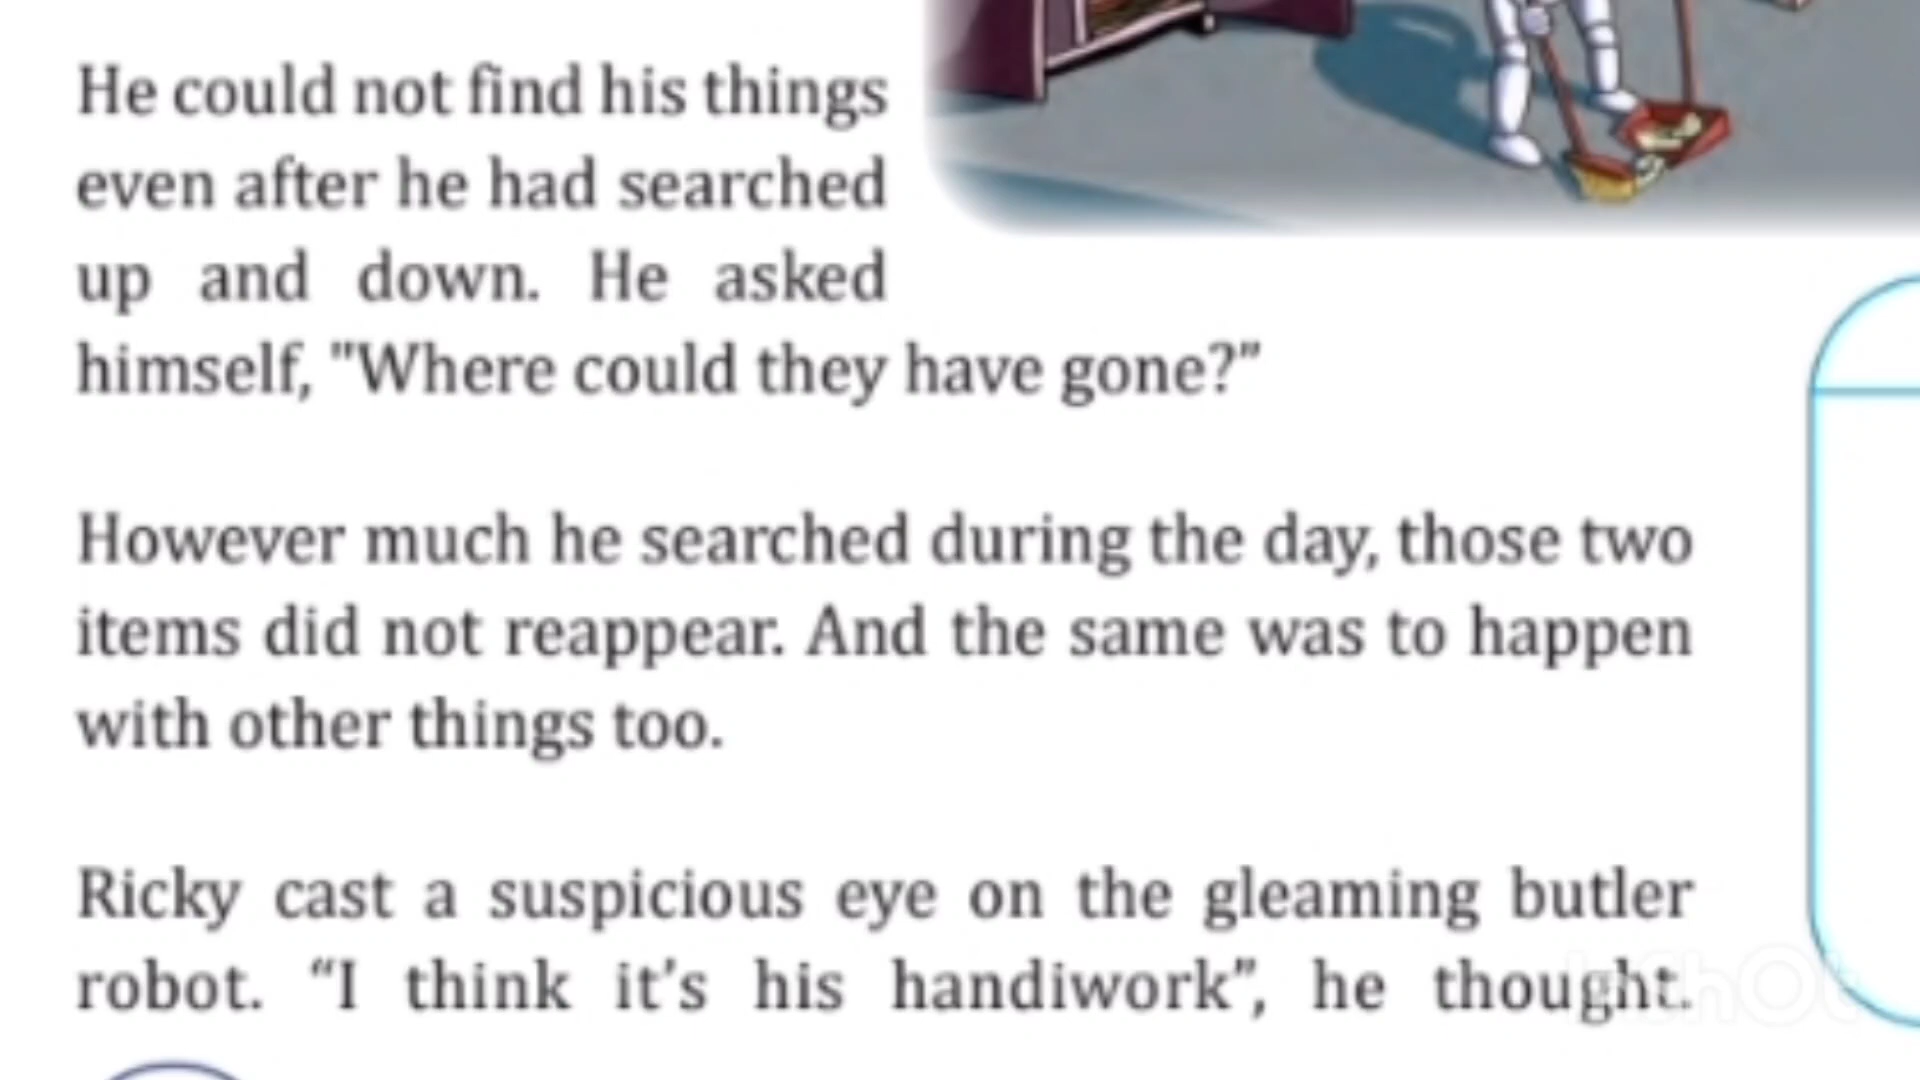 He could not find his things
even after he had searched
up and down. He asked
himself, "Where could they have gone?”
However much he searched during the day, those two
items did not reappear. And the same was to happen
with other things too.
Ricky cast a suspicious eye on the gleaming butler
robot. “I think it’s his handiwork”, he thought.
InShOt